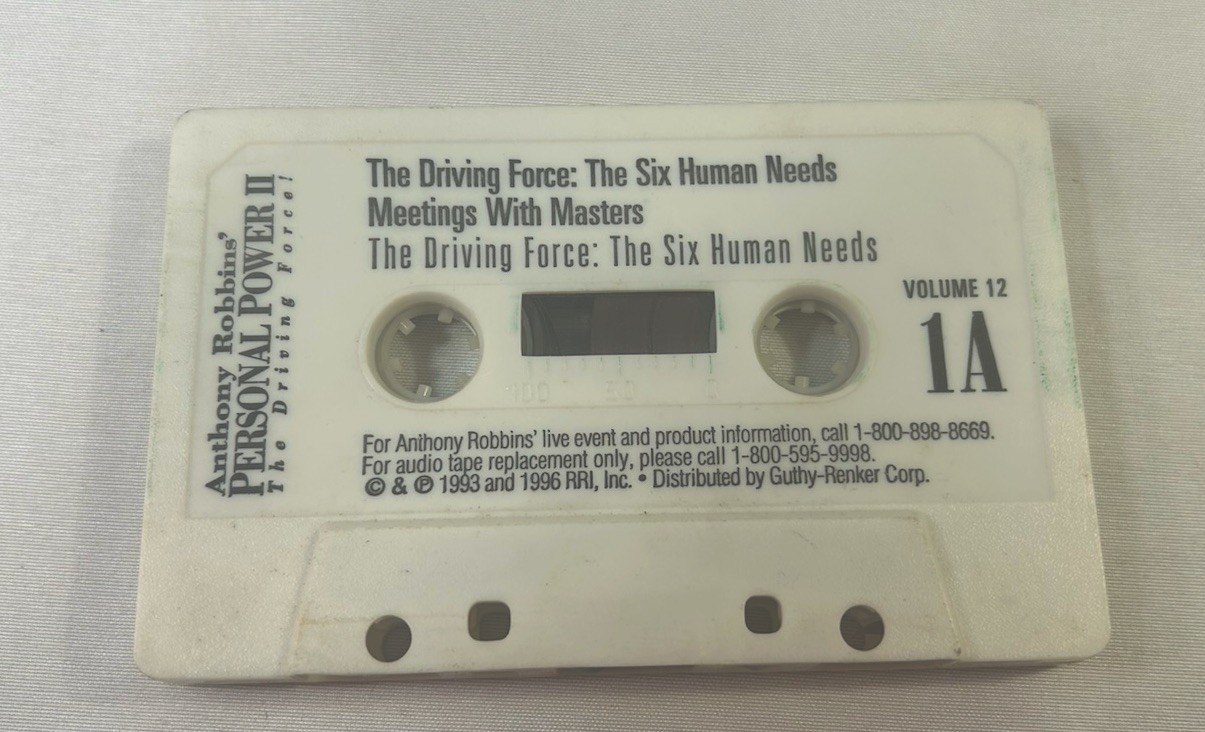 Anthony Robbins'
PERSONAL POWER II
The Driving Force!
The Driving Force: The Six Human Needs
Meetings With Masters
The Driving Force: The Six Human Needs
VOLUME 12
1A
100 50 0
For Anthony Robbins' live event and product information, call 1-800-898-8669.
For audio tape replacement only, please call 1-800-595-9998.
© & ℗ 1993 and 1996 RRI, Inc. • Distributed by Guthy-Renker Corp.